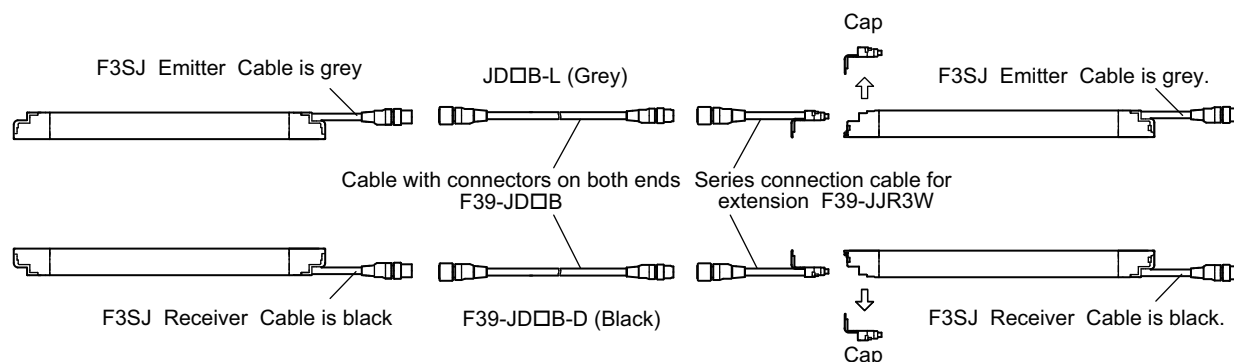 Cap
F3SJ Emitter Cable is grey
JD□B-L (Grey)
F3SJ Emitter Cable is grey.
Cable with connectors on both ends
F39-JD□B
Series connection cable for
extension F39-JJR3W
F3SJ Receiver Cable is black
F39-JD□B-D (Black)
F3SJ Receiver Cable is black.
Cap